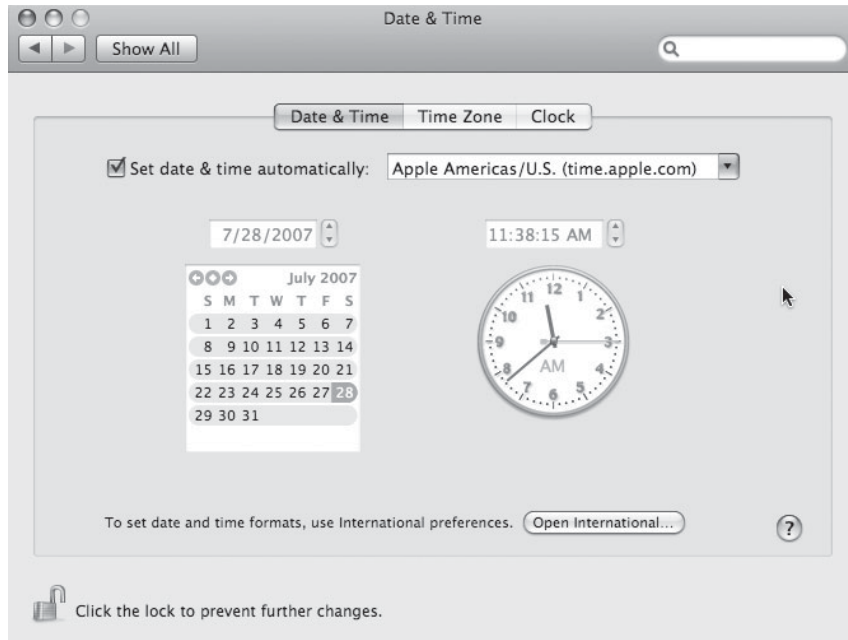 Date & Time
Show All
Date & Time Time Zone Clock
Set date & time automatically: Apple Americas/U.S. (time.apple.com)
7/28/2007 11:38:15 AM
July 2007
S M T W T F S
1 2 3 4 5 6 7
8 9 10 11 12 13 14
15 16 17 18 19 20 21
22 23 24 25 26 27 28
29 30 31
12 1 2 3 4 5 6 7 8 9 10 11
AM
To set date and time formats, use International preferences. Open International...
?
Click the lock to prevent further changes.